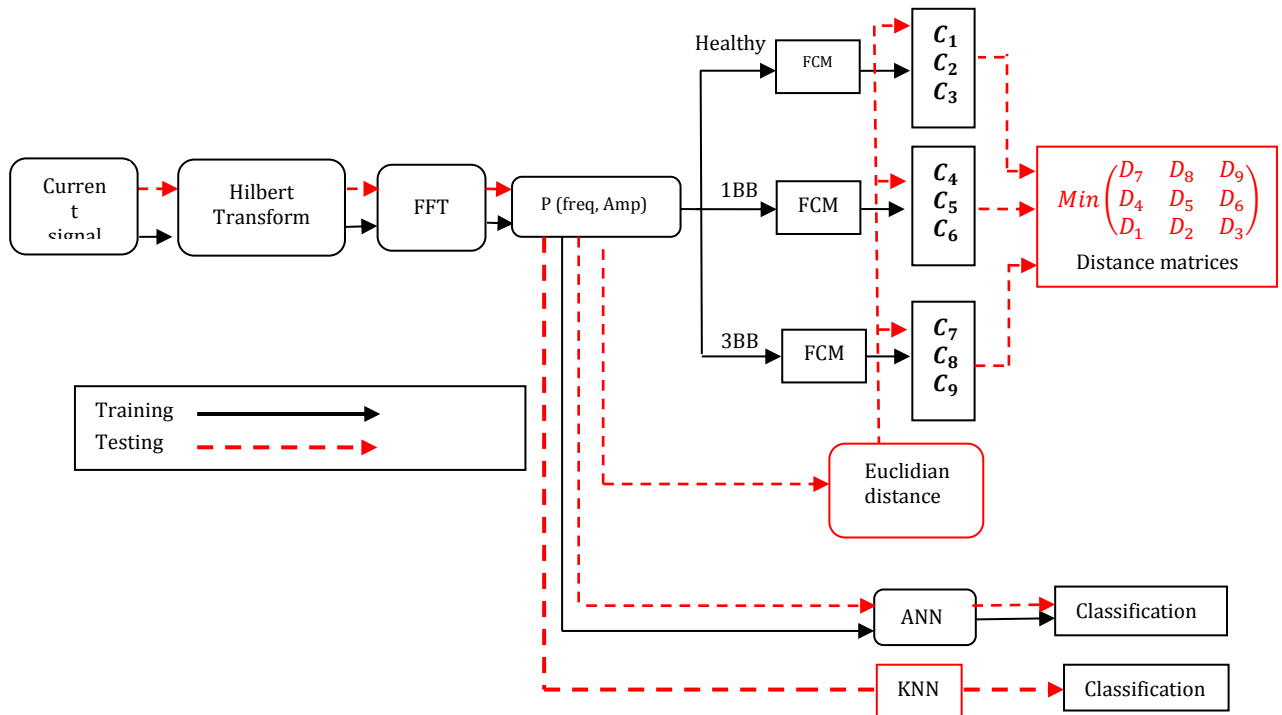 Healthy
FCM
C1
C2
C3
Curren
t
signal
Hilbert
Transform
FFT
P (freq, Amp)
1BB
FCM
C4
C5
C6
Min(D7 D8 D9
D4 D5 D6
D1 D2 D3)
Distance matrices
3BB
FCM
C7
C8
C9
Training
Testing
Euclidian
distance
ANN
Classification
KNN
Classification